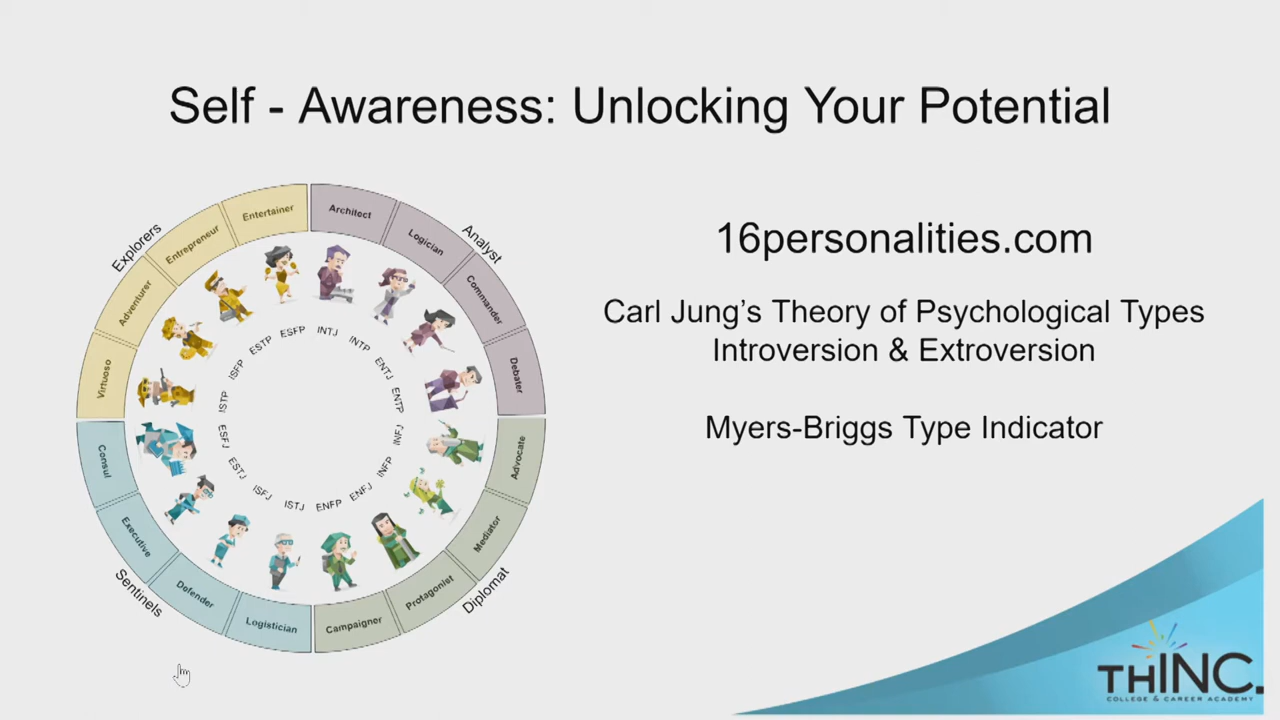 Self - Awareness: Unlocking Your Potential
16personalities.com
Carl Jung’s Theory of Psychological Types
Introversion & Extroversion
Myers-Briggs Type Indicator
Explorers
Analyst
Diplomat
Sentinels
Architect
Logician
Commander
Debater
Advocate
Mediator
Protagonist
Campaigner
Logistician
Defender
Executive
Consul
Virtuoso
Adventurer
Entrepreneur
Entertainer
INTJ
INTP
ENTJ
ENTP
INFJ
INFP
ENFJ
ENFP
ISTJ
ISFJ
ESTJ
ESFJ
ISTP
ISFP
ESTP
ESFP
THINC.
COLLEGE & CAREER ACADEMY